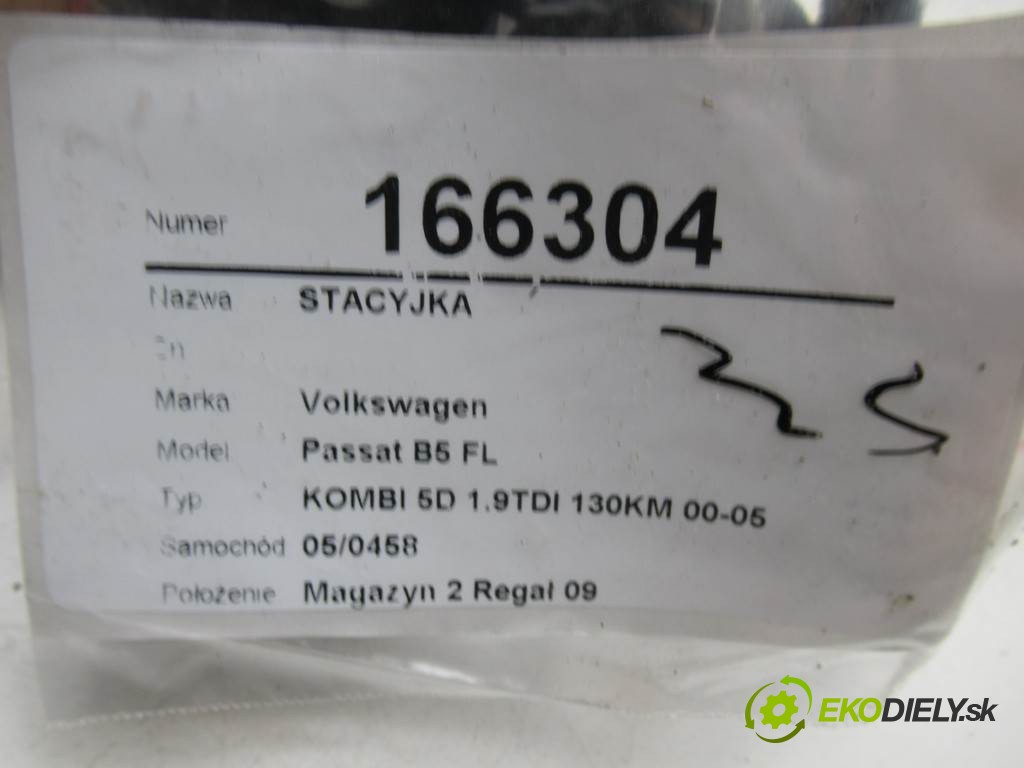 Numer 166304
Nazwa STACYJKA
Marka Volkswagen
Model Passat B5 FL
Typ KOMBI 5D 1.9TDI 130KM 00-05
Samochód 05/0458
Położenie Magazyn 2 Regał 09
EKODIELY.sk